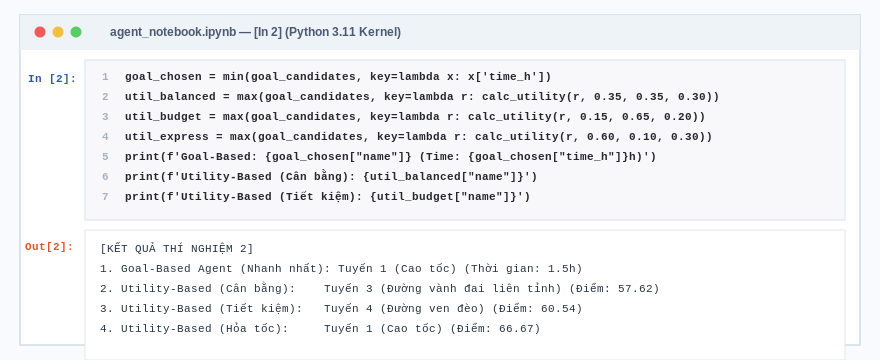 agent_notebook.ipynb — [In 2] (Python 3.11 Kernel)
In [2]:
1 goal_chosen = min(goal_candidates, key=lambda x: x['time_h'])
2 util_balanced = max(goal_candidates, key=lambda r: calc_utility(r, 0.35, 0.35, 0.30))
3 util_budget = max(goal_candidates, key=lambda r: calc_utility(r, 0.15, 0.65, 0.20))
4 util_express = max(goal_candidates, key=lambda r: calc_utility(r, 0.60, 0.10, 0.30))
5 print(f'Goal-Based: {goal_chosen["name"]} (Time: {goal_chosen["time_h"]}h)')
6 print(f'Utility-Based (Cân bằng): {util_balanced["name"]}')
7 print(f'Utility-Based (Tiết kiệm): {util_budget["name"]}')
Out[2]:
[KẾT QUẢ THÍ NGHIỆM 2]
1. Goal-Based Agent (Nhanh nhất): Tuyến 1 (Cao tốc) (Thời gian: 1.5h)
2. Utility-Based (Cân bằng):    Tuyến 3 (Đường vành đai liên tỉnh) (Điểm: 57.62)
3. Utility-Based (Tiết kiệm):   Tuyến 4 (Đường ven đèo) (Điểm: 60.54)
4. Utility-Based (Hỏa tốc):     Tuyến 1 (Cao tốc) (Điểm: 66.67)